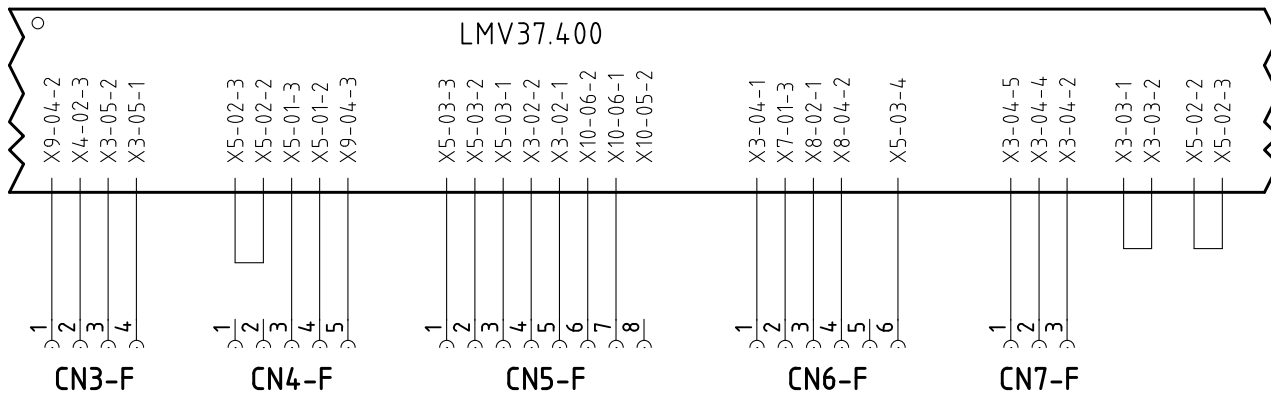 LMV37.400
X9-04-2 X4-02-3 X3-05-2 X3-05-1 X5-02-3 X5-02-2 X5-01-3 X5-01-2 X9-04-3 X5-03-3 X5-03-2 X5-03-1 X3-02-2 X3-02-1 X10-06-2 X10-06-1 X10-05-2 X3-04-1 X7-01-3 X8-02-1 X8-04-2 X5-03-4 X3-04-5 X3-04-4 X3-04-2 X3-03-1 X3-03-2 X5-02-2 X5-02-3
1 2 3 4 1 2 3 4 5 1 2 3 4 5 6 7 8 1 2 3 4 5 6 1 2 3
CN3-F CN4-F CN5-F CN6-F CN7-F